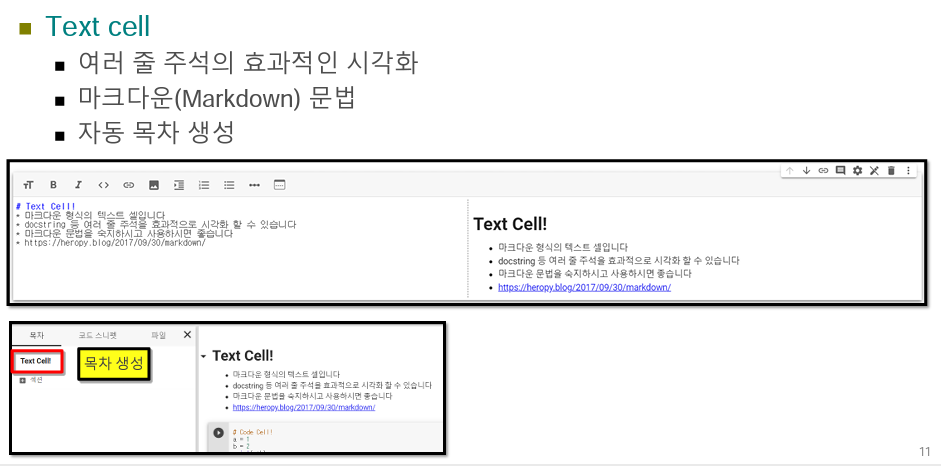 Text cell
여러 줄 주석의 효과적인 시각화
마크다운(Markdown) 문법
자동 목차 생성
# Text Cell!
* 마크다운 형식의 텍스트 셀입니다
* docstring 등 여러 줄 주석을 효과적으로 시각화 할 수 있습니다
* 마크다운 문법을 숙지하시고 사용하시면 좋습니다
* https://heropy.blog/2017/09/30/markdown/
Text Cell!
마크다운 형식의 텍스트 셀입니다
docstring 등 여러 줄 주석을 효과적으로 시각화 할 수 있습니다
마크다운 문법을 숙지하시고 사용하시면 좋습니다
https://heropy.blog/2017/09/30/markdown/
목차 코드 스니펫 파일
Text Cell!
섹션
목차 생성
Text Cell!
마크다운 형식의 텍스트 셀입니다
docstring 등 여러 줄 주석을 효과적으로 시각화 할 수 있습니다
마크다운 문법을 숙지하시고 사용하시면 좋습니다
https://heropy.blog/2017/09/30/markdown/
# Code Cell!
a = 1
b = 2
11